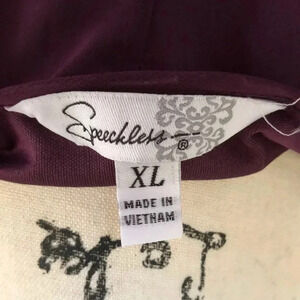 Speechless
®
XL
MADE IN
VIETNAM